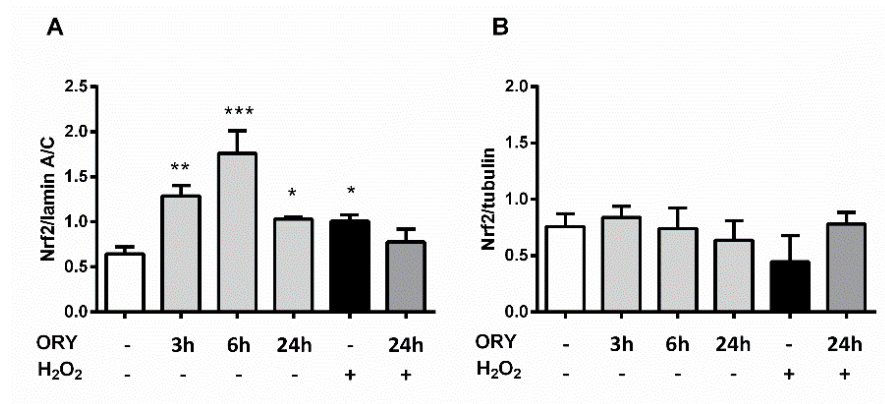 A
B
Nrf2/lamin A/C
2.5
2.0
1.5
1.0
0.5
0.0
**
***
*
*
ORY - 3h 6h 24h - 24h
H₂O₂ - - - - + +
Nrf2/tubulin
2.0
1.5
1.0
0.5
0.0
ORY - 3h 6h 24h - 24h
H₂O₂ - - - - + +